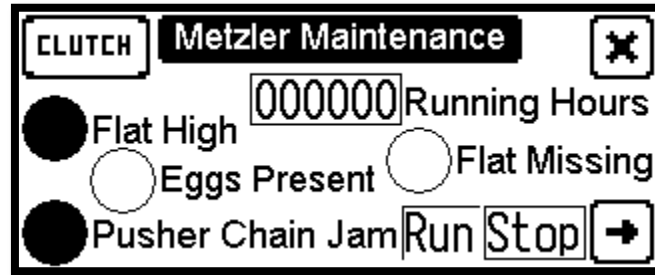 CLUTCH Metzler Maintenance
000000 Running Hours
Flat High
Flat Missing
Eggs Present
Pusher Chain Jam Run Stop